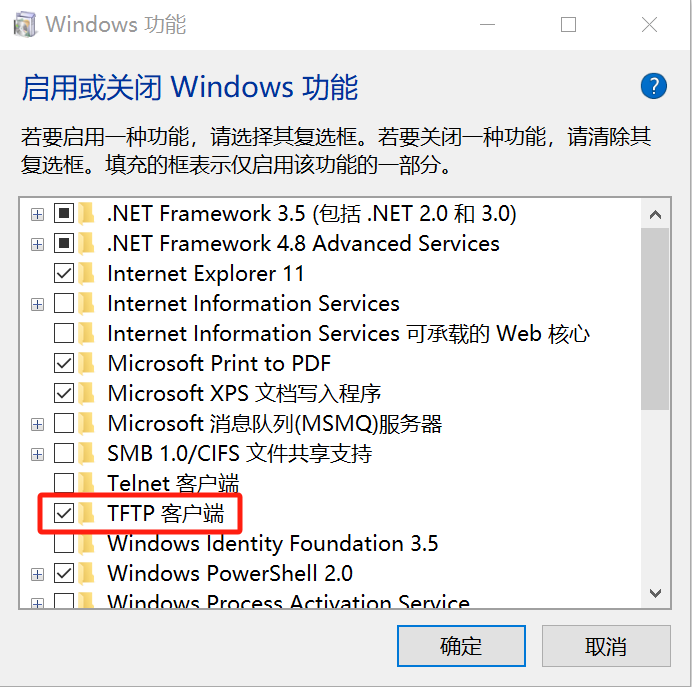 Windows 功能
启用或关闭 Windows 功能
?
若要启用一种功能，请选择其复选框。若要关闭一种功能，请清除其
复选框。填充的框表示仅启用该功能的一部分。
.NET Framework 3.5 (包括 .NET 2.0 和 3.0)
.NET Framework 4.8 Advanced Services
Internet Explorer 11
Internet Information Services
Internet Information Services 可承载的 Web 核心
Microsoft Print to PDF
Microsoft XPS 文档写入程序
Microsoft 消息队列(MSMQ)服务器
SMB 1.0/CIFS 文件共享支持
Telnet 客户端
TFTP 客户端
Windows Identity Foundation 3.5
Windows PowerShell 2.0
Windows Process Activation Service
确定 取消